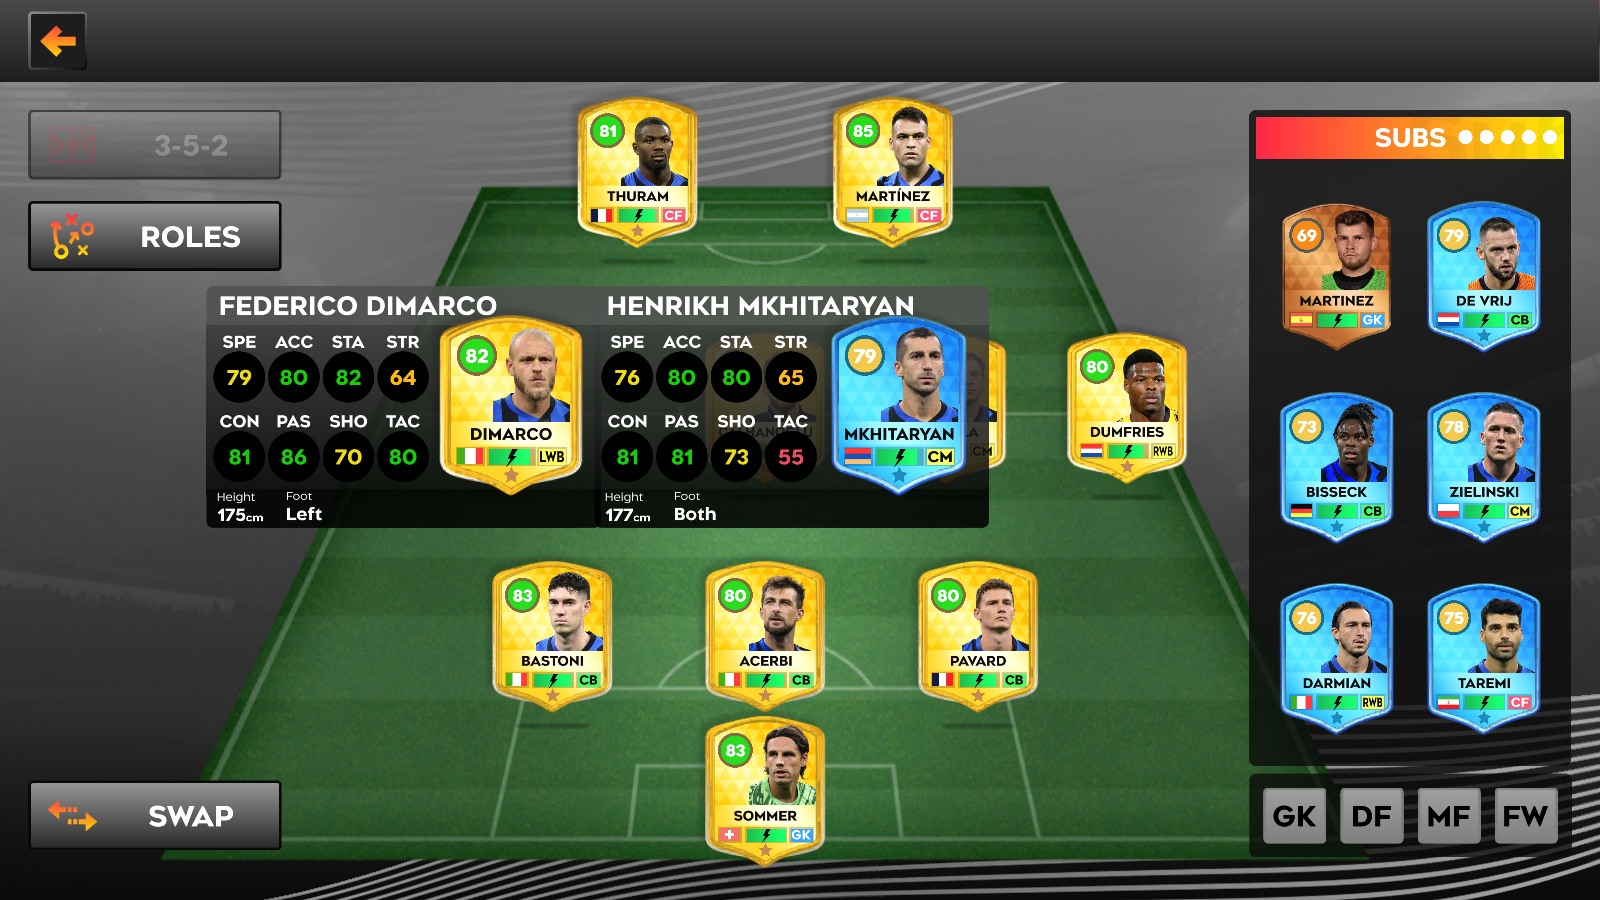 3-5-2
ROLES
81
THURAM
CF
85
MARTÍNEZ
CF
SUBS
69
MARTINEZ
GK
79
DE VRIJ
CB
FEDERICO DIMARCO
SPE ACC STA STR
79 80 82 64
CON PAS SHO TAC
81 86 70 80
Height Foot
175cm Left
82
DIMARCO
LWB
HENRIKH MKHITARYAN
SPE ACC STA STR
76 80 80 65
CON PAS SHO TAC
81 81 73 55
Height Foot
177cm Both
79
MKHITARYAN
CM
80
DUMFRIES
RWB
73
BISSECK
CB
78
ZIELINSKI
CM
83
BASTONI
CB
80
ACERBI
CB
80
PAVARD
CB
76
DARMIAN
RWB
75
TAREMI
CF
83
SOMMER
GK
SWAP
GK DF MF FW